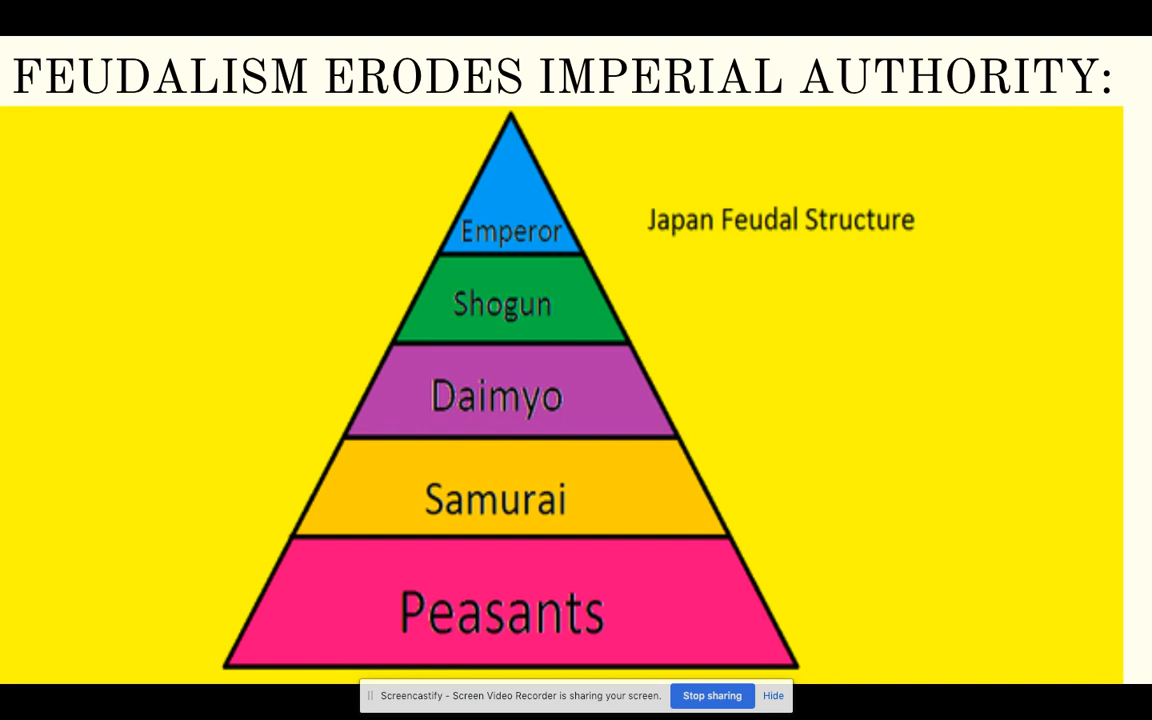 FEUDALISM ERODES IMPERIAL AUTHORITY:
Japan Feudal Structure
Emperor
Shogun
Daimyo
Samurai
Peasants
Screencastify - Screen Video Recorder is sharing your screen. Stop sharing Hide